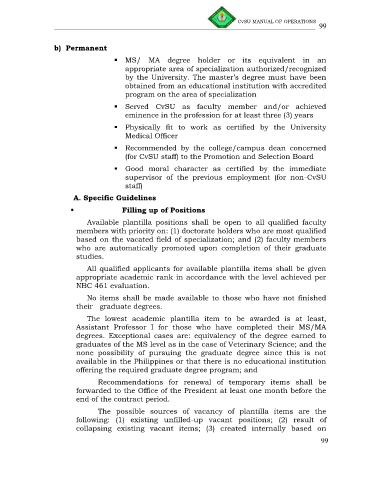 CvSU MANUAL OF OPERATIONS
99
b) Permanent
▪ MS/ MA degree holder or its equivalent in an
appropriate area of specialization authorized/recognized
by the University. The master's degree must have been
obtained from an educational institution with accredited
program on the area of specialization
▪ Served CvSU as faculty member and/or achieved
eminence in the profession for at least three (3) years
▪ Physically fit to work as certified by the University
Medical Officer
▪ Recommended by the college/campus dean concerned
(for CvSU staff) to the Promotion and Selection Board
▪ Good moral character as certified by the immediate
supervisor of the previous employment (for non-CvSU
staff)
A. Specific Guidelines
▪ Filling up of Positions
Available plantilla positions shall be open to all qualified faculty
members with priority on: (1) doctorate holders who are most qualified
based on the vacated field of specialization; and (2) faculty members
who are automatically promoted upon completion of their graduate
studies.
All qualified applicants for available plantilla items shall be given
appropriate academic rank in accordance with the level achieved per
NBC 461 evaluation.
No items shall be made available to those who have not finished
their graduate degrees.
The lowest academic plantilla item to be awarded is at least,
Assistant Professor I for those who have completed their MS/MA
degrees. Exceptional cases are: equivalency of the degree earned to
graduates of the MS level as in the case of Veterinary Science; and the
none possibility of pursuing the graduate degree since this is not
available in the Philippines or that there is no educational institution
offering the required graduate degree program; and
Recommendations for renewal of temporary items shall be
forwarded to the Office of the President at least one month before the
end of the contract period.
The possible sources of vacancy of plantilla items are the
following: (1) existing unfilled-up vacant positions; (2) result of
collapsing existing vacant items; (3) created internally based on
99